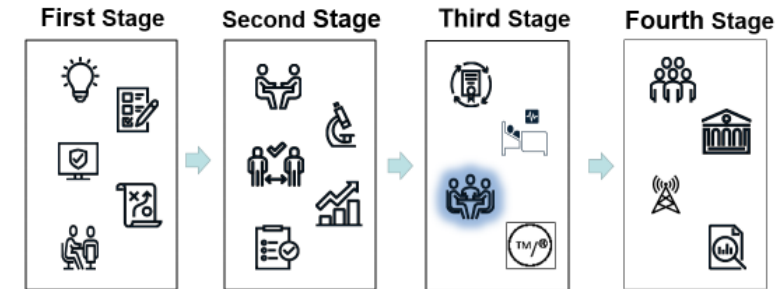 First Stage
Second Stage
Third Stage
Fourth Stage
TM/®